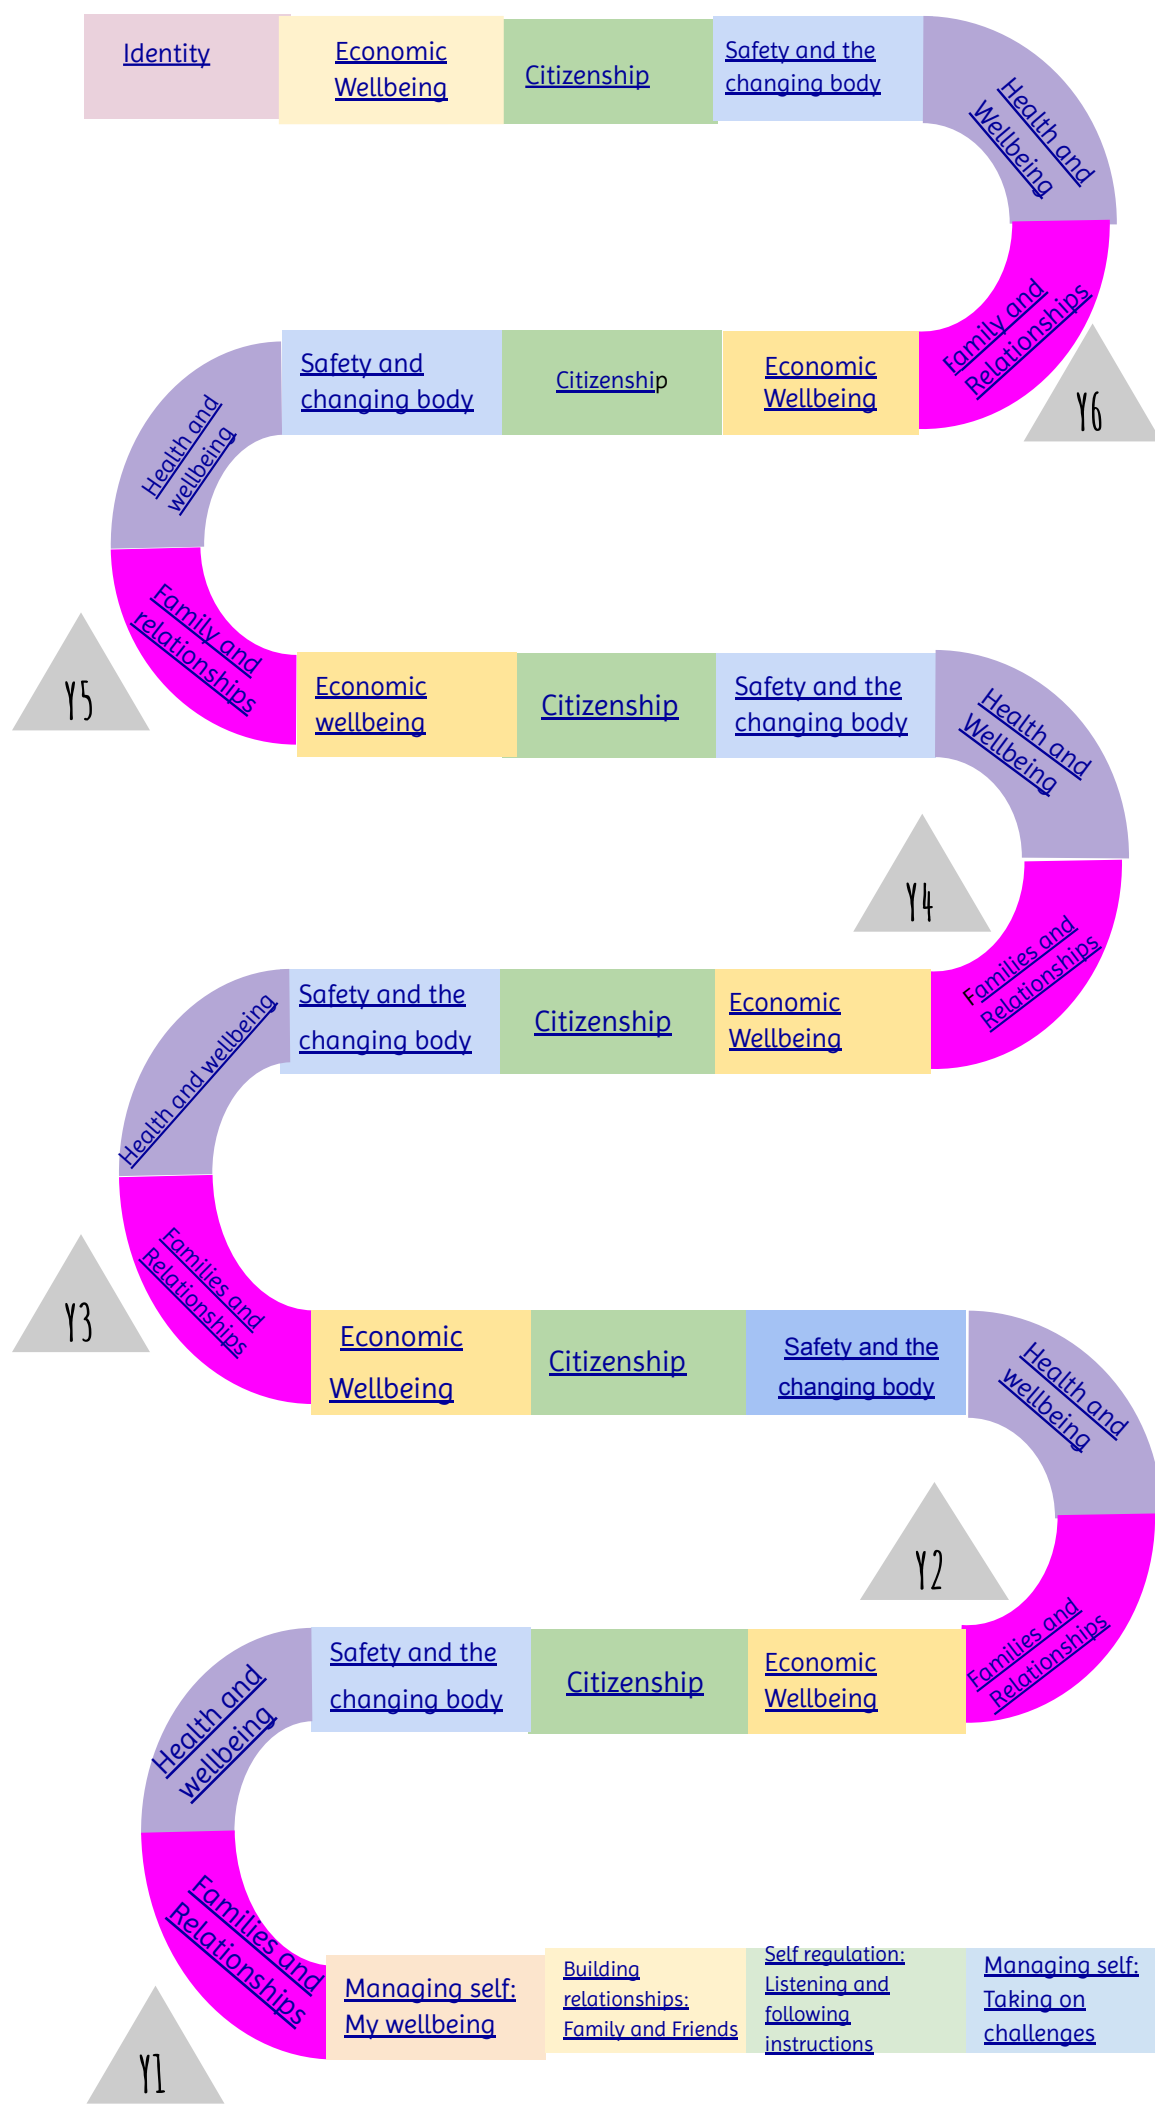 Identity
Economic
Wellbeing
Citizenship
Safety and the
changing body
Health and
Wellbeing
Family and
Relationships
Y6
Economic
Wellbeing
Citizenship
Safety and
changing body
Health and
wellbeing
Family and
relationships
Y5
Economic
wellbeing
Citizenship
Safety and the
changing body
Health and
Wellbeing
Y4
Families and
Relationships
Economic
Wellbeing
Citizenship
Safety and the
changing body
Health and wellbeing
Families and
Relationships
Y3
Economic
Wellbeing
Citizenship
Safety and the
changing body
Health and
wellbeing
Y2
Families and
Relationships
Economic
Wellbeing
Citizenship
Safety and the
changing body
Health and
wellbeing
Families and
Relationships
Y1
Managing self:
My wellbeing
Building
relationships:
Family and Friends
Self regulation:
Listening and
following
instructions
Managing self:
Taking on
challenges